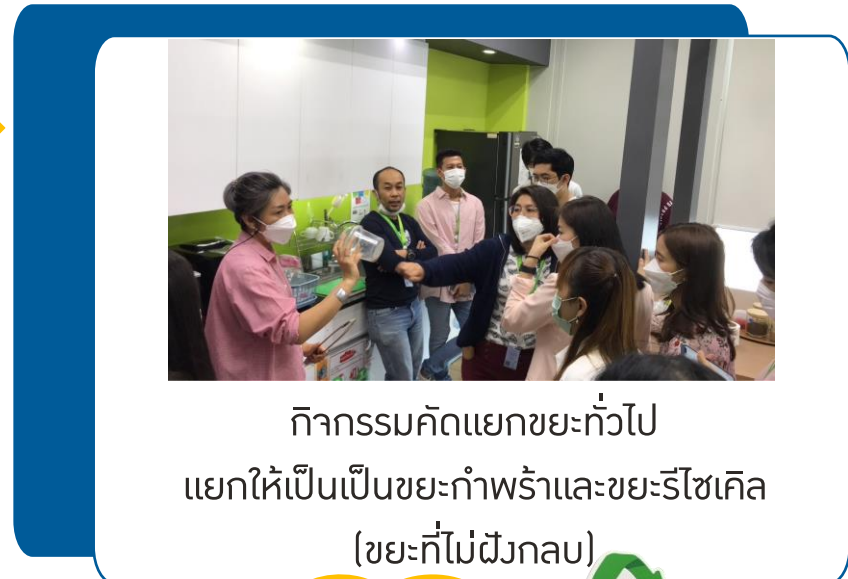 กิจกรรมคัดแยกขยะทั่วไป
แยกให้เป็นเป็นขยะกำพร้าและขยะรีไซเคิล
(ขยะที่ไม่ฝังกลบ)